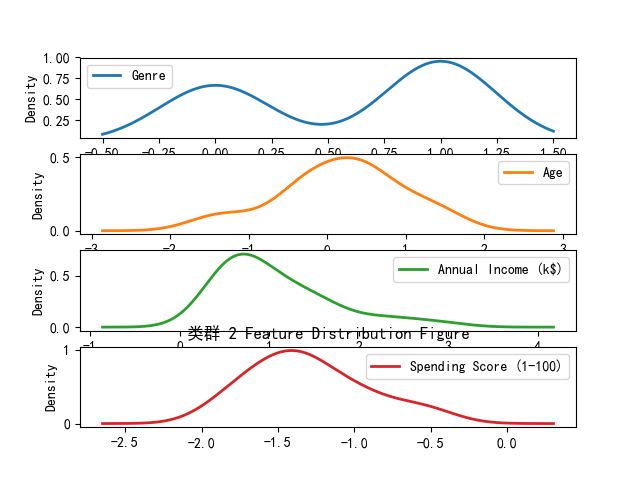 1.00
0.75
0.50
0.25
Density
Genre
−0.50 −0.25 0.00 0.25 0.50 0.75 1.00 1.25 1.50
0.5
0.0
Density
Age
−3 −2 −1 0 1 2 3
0.5
0.0
Density
Annual Income (k$)
−1 0 1 2 3 4
类群 2 Feature Distribution Figure
1
0
Density
Spending Score (1-100)
−2.5 −2.0 −1.5 −1.0 −0.5 0.0